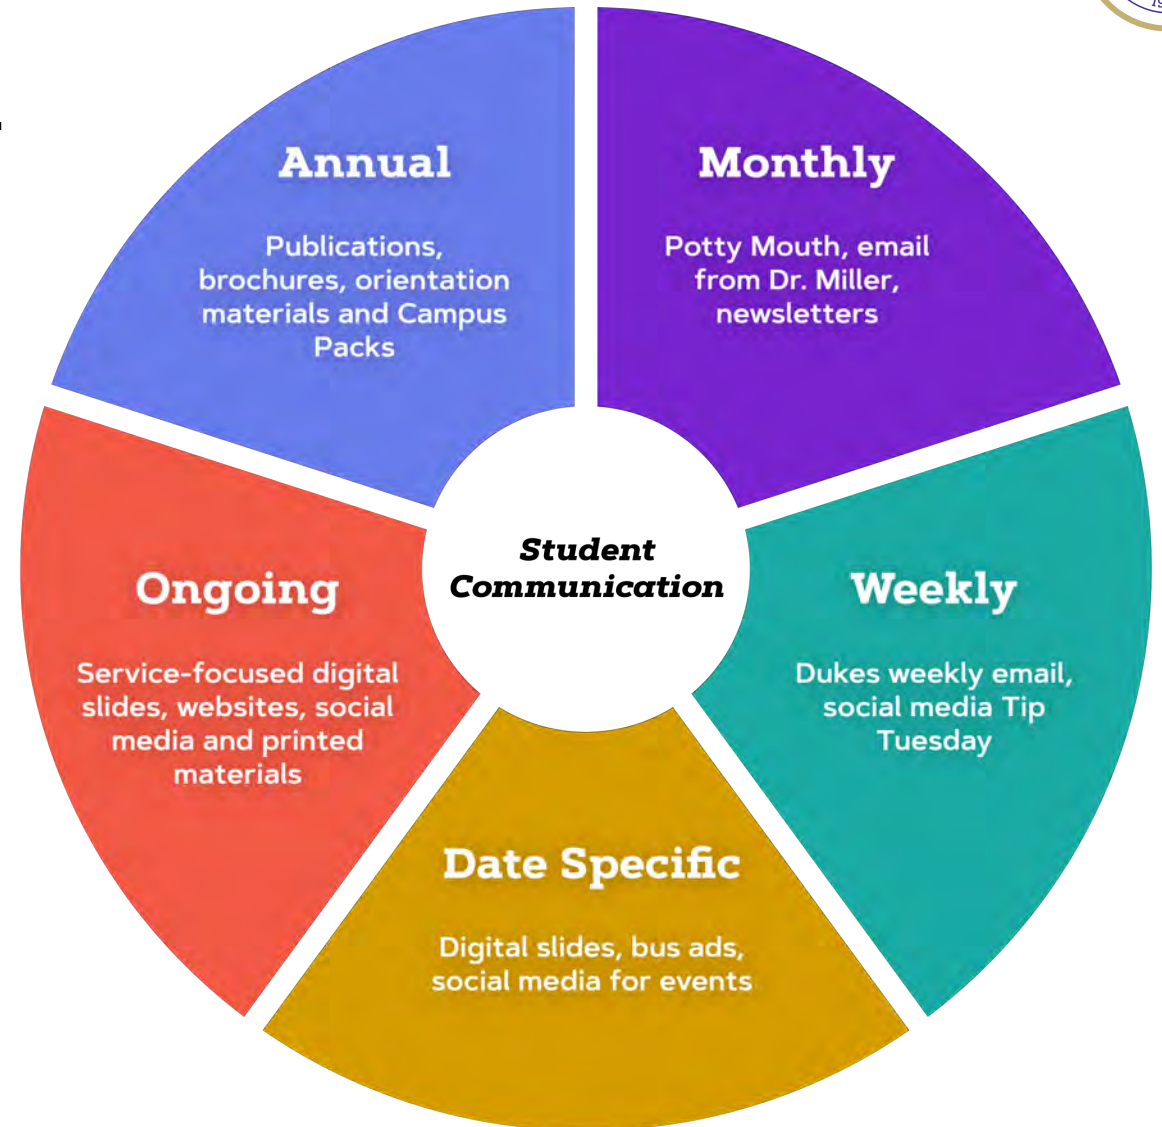 Annual
Publications,
brochures, orientation
materials and Campus
Packs
Monthly
Potty Mouth, email
from Dr. Miller,
newsletters
Student
Communication
Ongoing
Service-focused digital
slides, websites, social
media and printed
materials
Weekly
Dukes weekly email,
social media Tip
Tuesday
Date Specific
Digital slides, bus ads,
social media for events